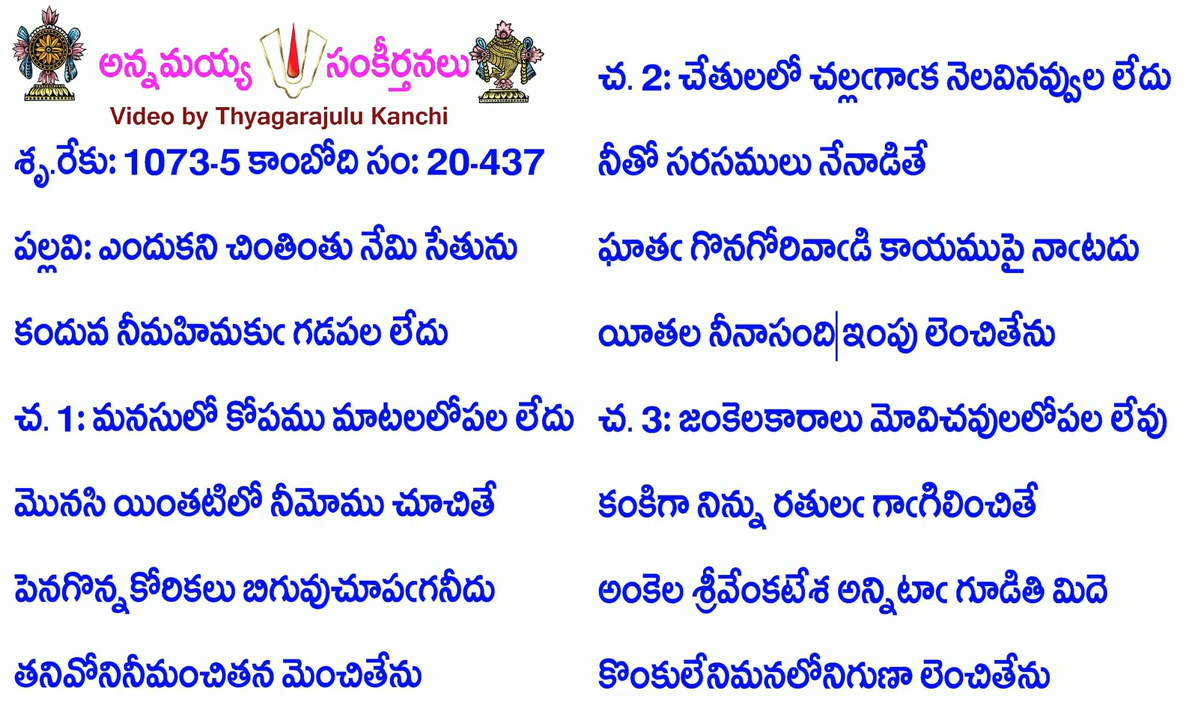 అన్నమయ్య సంకీర్తనలు
Video by Thyagarajulu Kanchi
శృ.రేకు: 1073-5 కాంబోది సం: 20-437
పల్లవి: ఎందుకని చింతింతు నేమి సేతును
కందువ నీమహిమకుఁ గడపల లేదు
చ. 1: మనసులో కోపము మాటలలోపల లేదు
మొనసి యింతటిలో నీమోము చూచితే
పెనగొన్నకోరికలు బిగువుచూపఁగనీదు
తనివోనినీమంచితన మెంచితేను
చ. 2: చేతులలో చల్లఁగాఁక నెలవినవ్వుల లేదు
నీతో సరసములు నేనాడితే
ఘాతఁ గొనగోరివాఁడి కాయముపై నాఁటదు
యీతల నీనాసంది ఇంపు లెంచితేను
చ. 3: జంకెలకారాలు మోవిచవులలోపల లేవు
కంకిగా నిన్ను రతులఁ గాఁగిలించితే
అంకెల శ్రీవేంకటేశ అన్నిటాఁ గూడితి మిదె
కొంకులేనిమనలోనిగుణా లెంచితేను